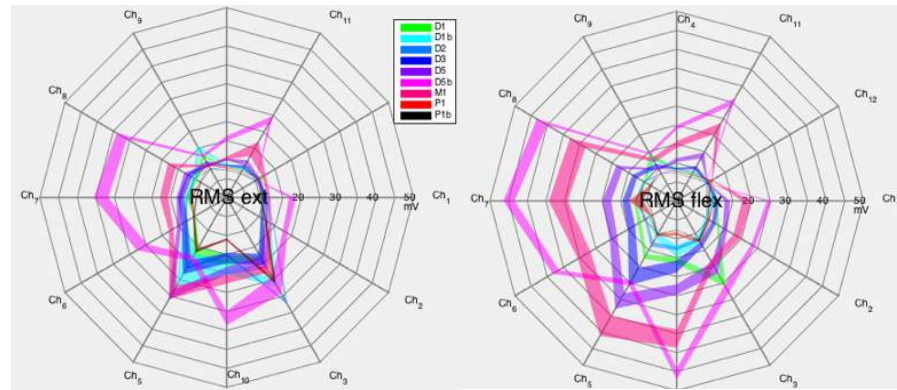 Ch9
Ch11
Ch8
Ch7
RMS ext
20 30 40 50
mV
Ch1
Ch6
Ch2
Ch5
Ch10
Ch3
D1
D1b
D2
D3
D5
D5b
M1
P1
P1b
Ch4
Ch9
Ch11
Ch8
Ch12
Ch7
RMS flex
20 30 40 50
mV
Ch
Ch6
Ch2
Ch5
Ch3